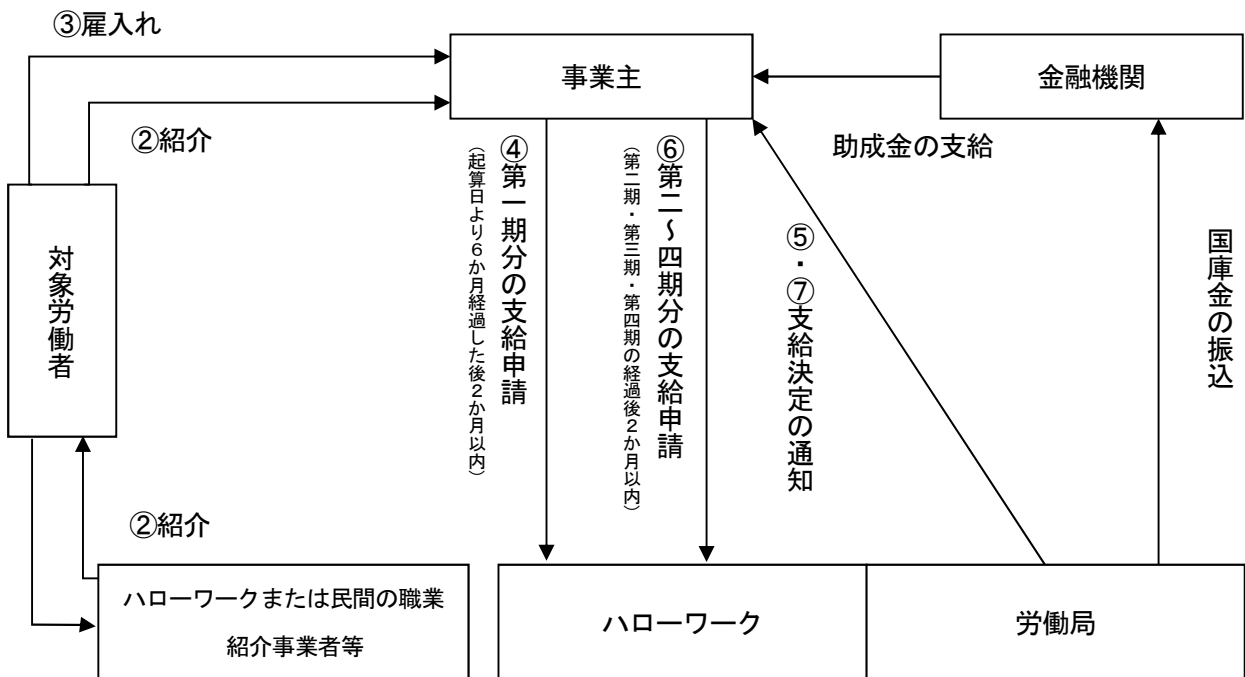 ③雇入れ
事業主
金融機関
②紹介
助成金の支給
④第一期分の支給申請
（起算日より６か月経過した後２か月以内）
⑥第二～四期分の支給申請
（第二期・第三期・第四期の経過後２か月以内）
⑤・⑦支給決定の通知
国庫金の振込
対象労働者
②紹介
ハローワークまたは民間の職業
紹介事業者等
ハローワーク
労働局